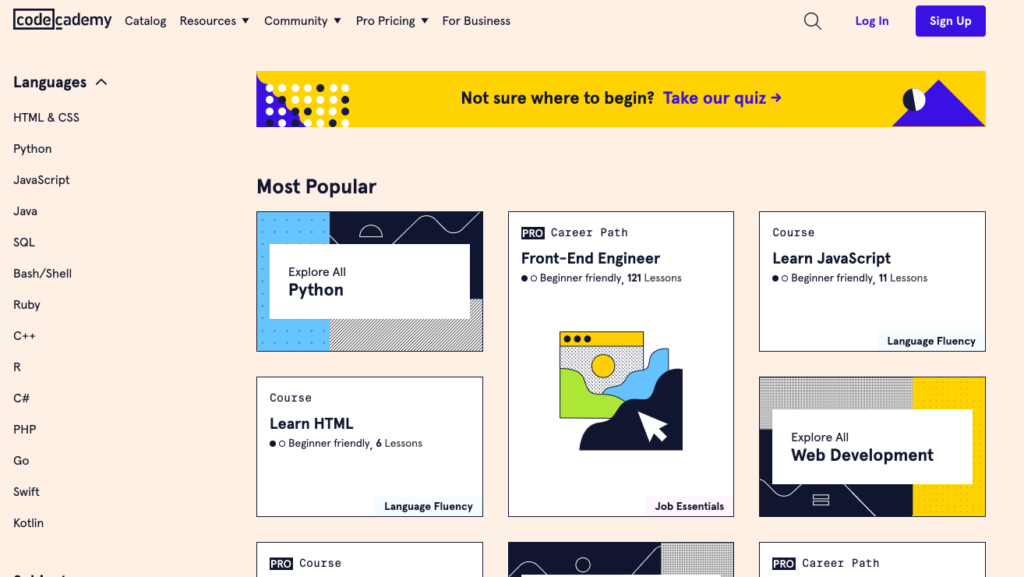 codecademy
Catalog
Resources
Community
Pro Pricing
For Business
Log In
Sign Up
Languages
HTML & CSS
Python
JavaScript
Java
SQL
Bash/Shell
Ruby
C++
R
C#
PHP
Go
Swift
Kotlin
Not sure where to begin? Take our quiz →
Most Popular
Explore All
Python
PRO Career Path
Front-End Engineer
Beginner friendly, 121 Lessons
Job Essentials
Course
Learn JavaScript
Beginner friendly, 11 Lessons
Language Fluency
Course
Learn HTML
Beginner friendly, 6 Lessons
Language Fluency
Explore All
Web Development
PRO Course
PRO Career Path